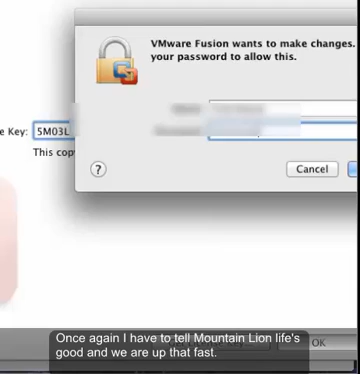 VMware Fusion wants to make changes.
your password to allow this.
e Key: 5M03L
This cop
?
Cancel
OK
Once again I have to tell Mountain Lion life's
good and we are up that fast.